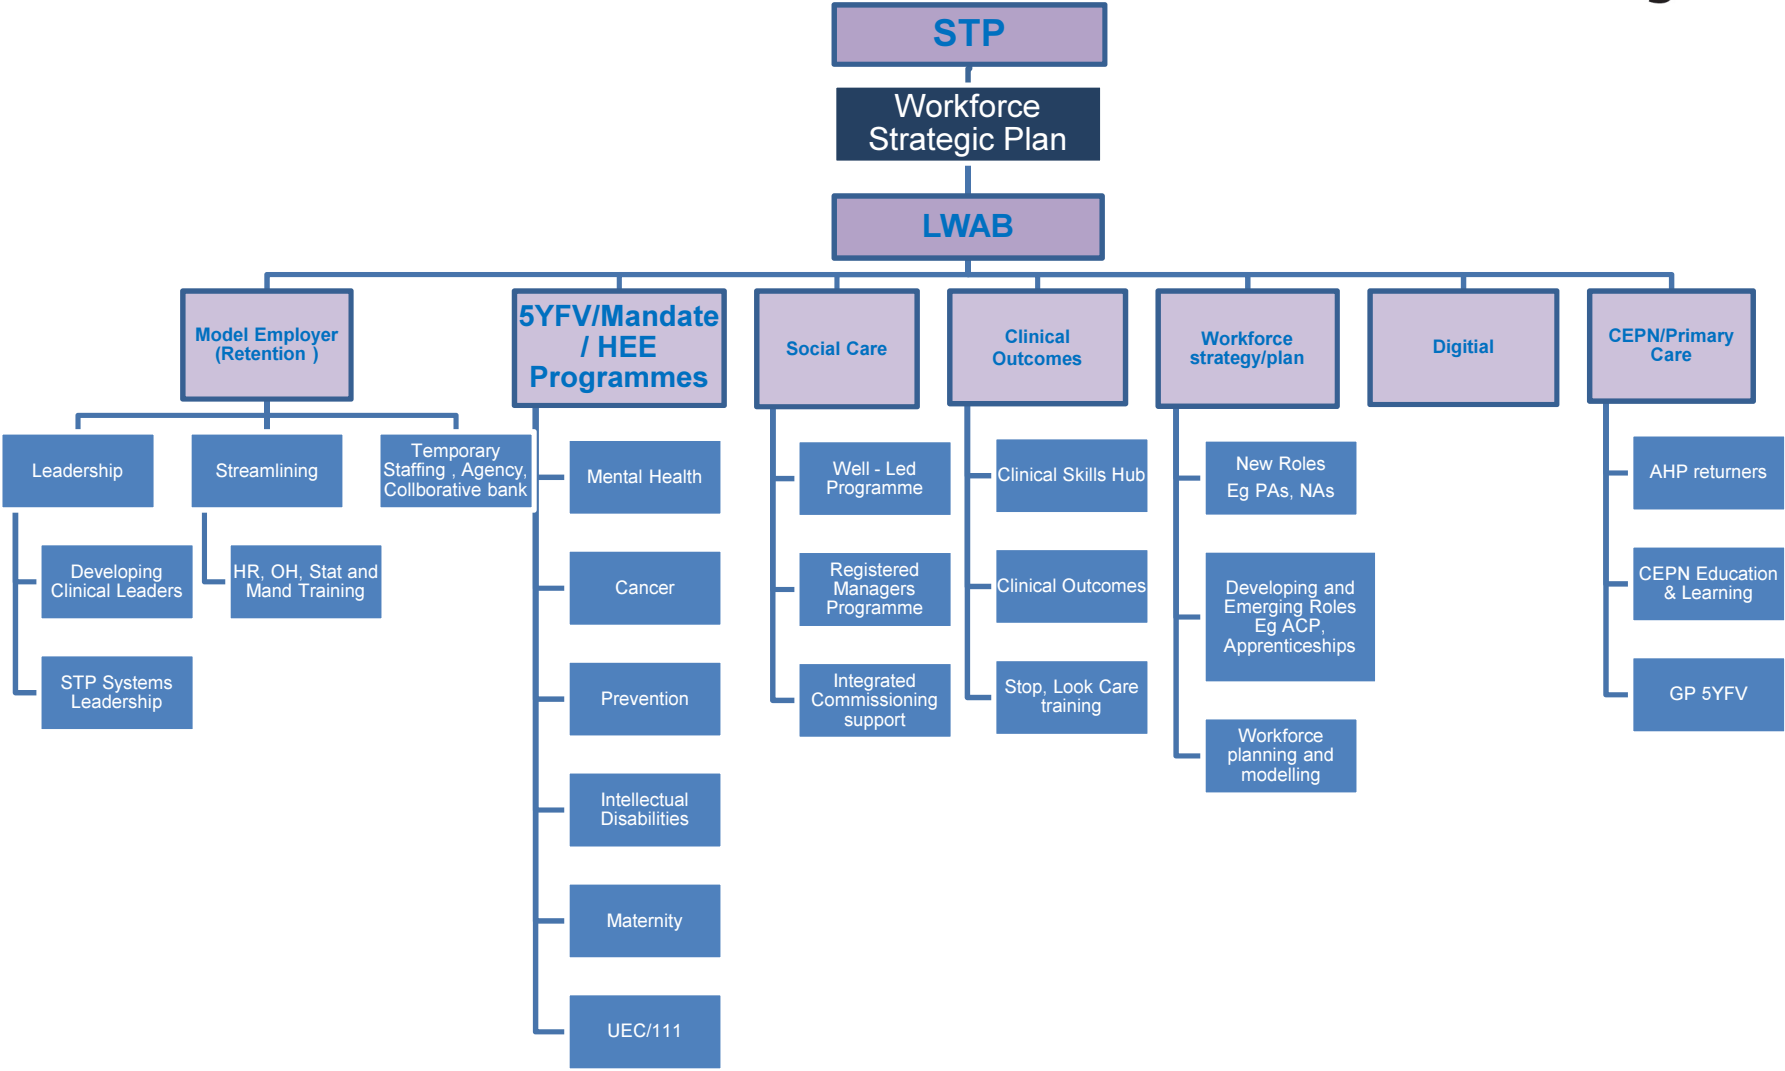 STP
Workforce
Strategic Plan
LWAB
Model Employer
(Retention )
5YFV/Mandate
/ HEE
Programmes
Social Care
Clinical
Outcomes
Workforce
strategy/plan
Digitial
CEPN/Primary
Care
Leadership
Developing
Clinical Leaders
STP Systems
Leadership
Streamlining
HR, OH, Stat and
Mand Training
Temporary
Staffing , Agency,
Collborative bank
Mental Health
Cancer
Prevention
Intellectual
Disabilities
Maternity
UEC/111
Well - Led
Programme
Registered
Managers
Programme
Integrated
Commissioning
support
Clinical Skills Hub
Clinical Outcomes
Stop, Look Care
training
New Roles
Eg PAs, NAs
Developing and
Emerging Roles
Eg ACP,
Apprenticeships
Workforce
planning and
modelling
AHP returners
CEPN Education
& Learning
GP 5YFV